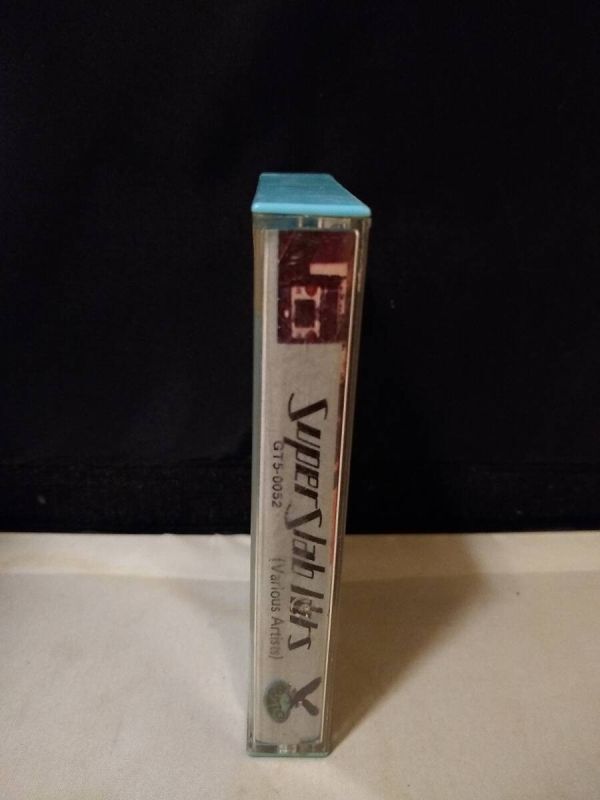 Super Slab Hits
GT5-0052
(Various Artists)